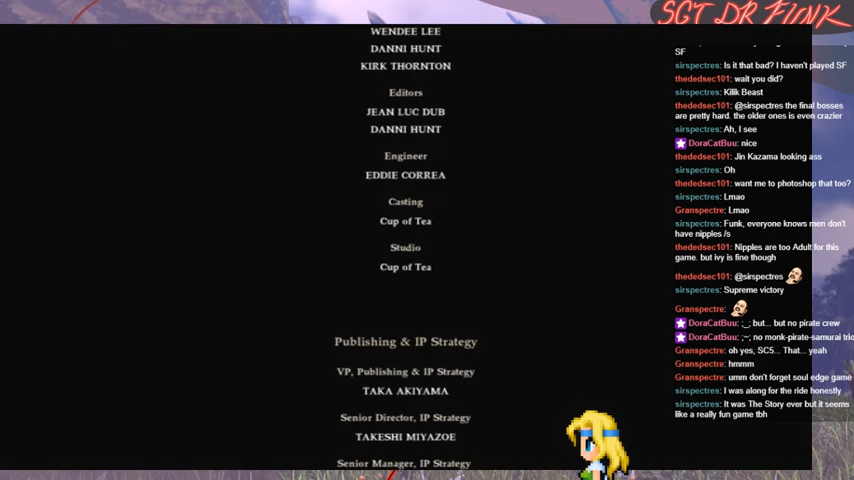 SGT DR FUNK
WENDEE LEE
DANNI HUNT
KIRK THORNTON
Editors
JEAN LUC DUB
DANNI HUNT
Engineer
EDDIE CORREA
Casting
Cup of Tea
Studio
Cup of Tea
Publishing & IP Strategy
VP, Publishing & IP Strategy
TAKA AKIYAMA
Senior Director, IP Strategy
TAKESHI MIYAZOE
Senior Manager, IP Strategy
SF
sirspectres: Is it that bad? I haven't played SF
thededsec101: wait you did?
sirspectres: Kilik Beast
thededsec101: @sirspectres the final bosses
are pretty hard. the older ones is even crazier
sirspectres: Ah, I see
DoraCatBuu: nice
thededsec101: Jin Kazama looking ass
sirspectres: Oh
thededsec101: want me to photoshop that too?
sirspectres: Lmao
Granspectre: Lmao
sirspectres: Funk, everyone knows men don't
have nipples /s
thededsec101: Nipples are too Adult for this
game. but ivy is fine though
thededsec101: @sirspectres
sirspectres: Supreme victory
Granspectre:
DoraCatBuu: ;_; but... but no pirate crew
DoraCatBuu: ;~; no monk-pirate-samurai trio
Granspectre: oh yes, SC5... That... yeah
Granspectre: hmmm
Granspectre: umm don't forget soul edge game
sirspectres: I was along for the ride honestly
sirspectres: It was The Story ever but it seems
like a really fun game tbh